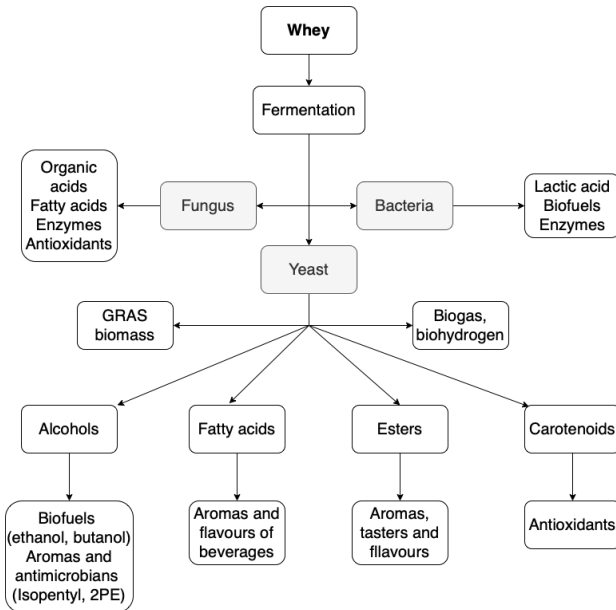 Whey
Fermentation
Organic
acids
Fatty acids
Enzymes
Antioxidants
Fungus
Bacteria
Lactic acid
Biofuels
Enzymes
Yeast
GRAS
biomass
Biogas,
biohydrogen
Alcohols
Fatty acids
Esters
Carotenoids
Biofuels
(ethanol, butanol)
Aromas and
antimicrobians
(Isopentyl, 2PE)
Aromas and
flavours of
beverages
Aromas,
tasters and
fllavours
Antioxidants